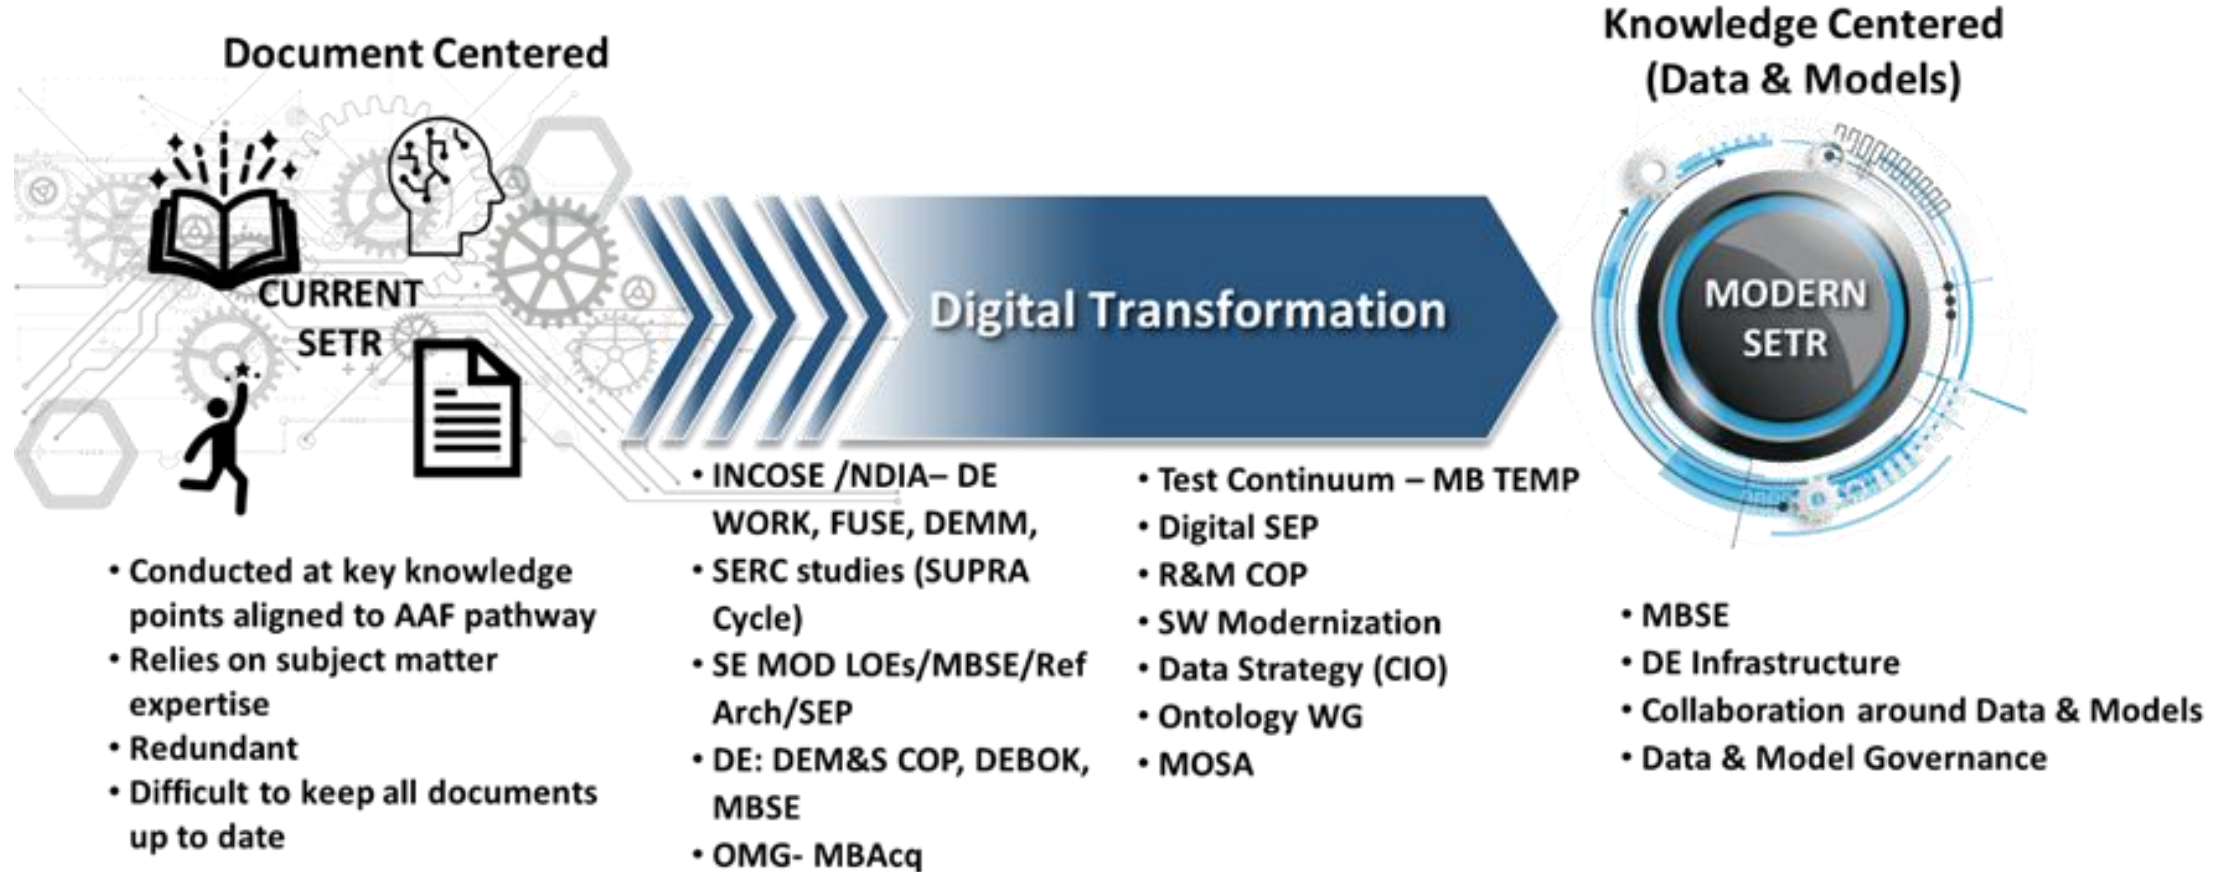 Document Centered
CURRENT
SETR
• Conducted at key knowledge
points aligned to AAF pathway
• Relies on subject matter
expertise
• Redundant
• Difficult to keep all documents
up to date
Digital Transformation
• INCOSE /NDIA– DE
WORK, FUSE, DEMM,
• SERC studies (SUPRA
Cycle)
• SE MOD LOEs/MBSE/Ref
Arch/SEP
• DE: DEM&S COP, DEBOK,
MBSE
• OMG- MBAcq
• Test Continuum – MB TEMP
• Digital SEP
• R&M COP
• SW Modernization
• Data Strategy (CIO)
• Ontology WG
• MOSA
Knowledge Centered
(Data & Models)
MODERN
SETR
• MBSE
• DE Infrastructure
• Collaboration around Data & Models
• Data & Model Governance